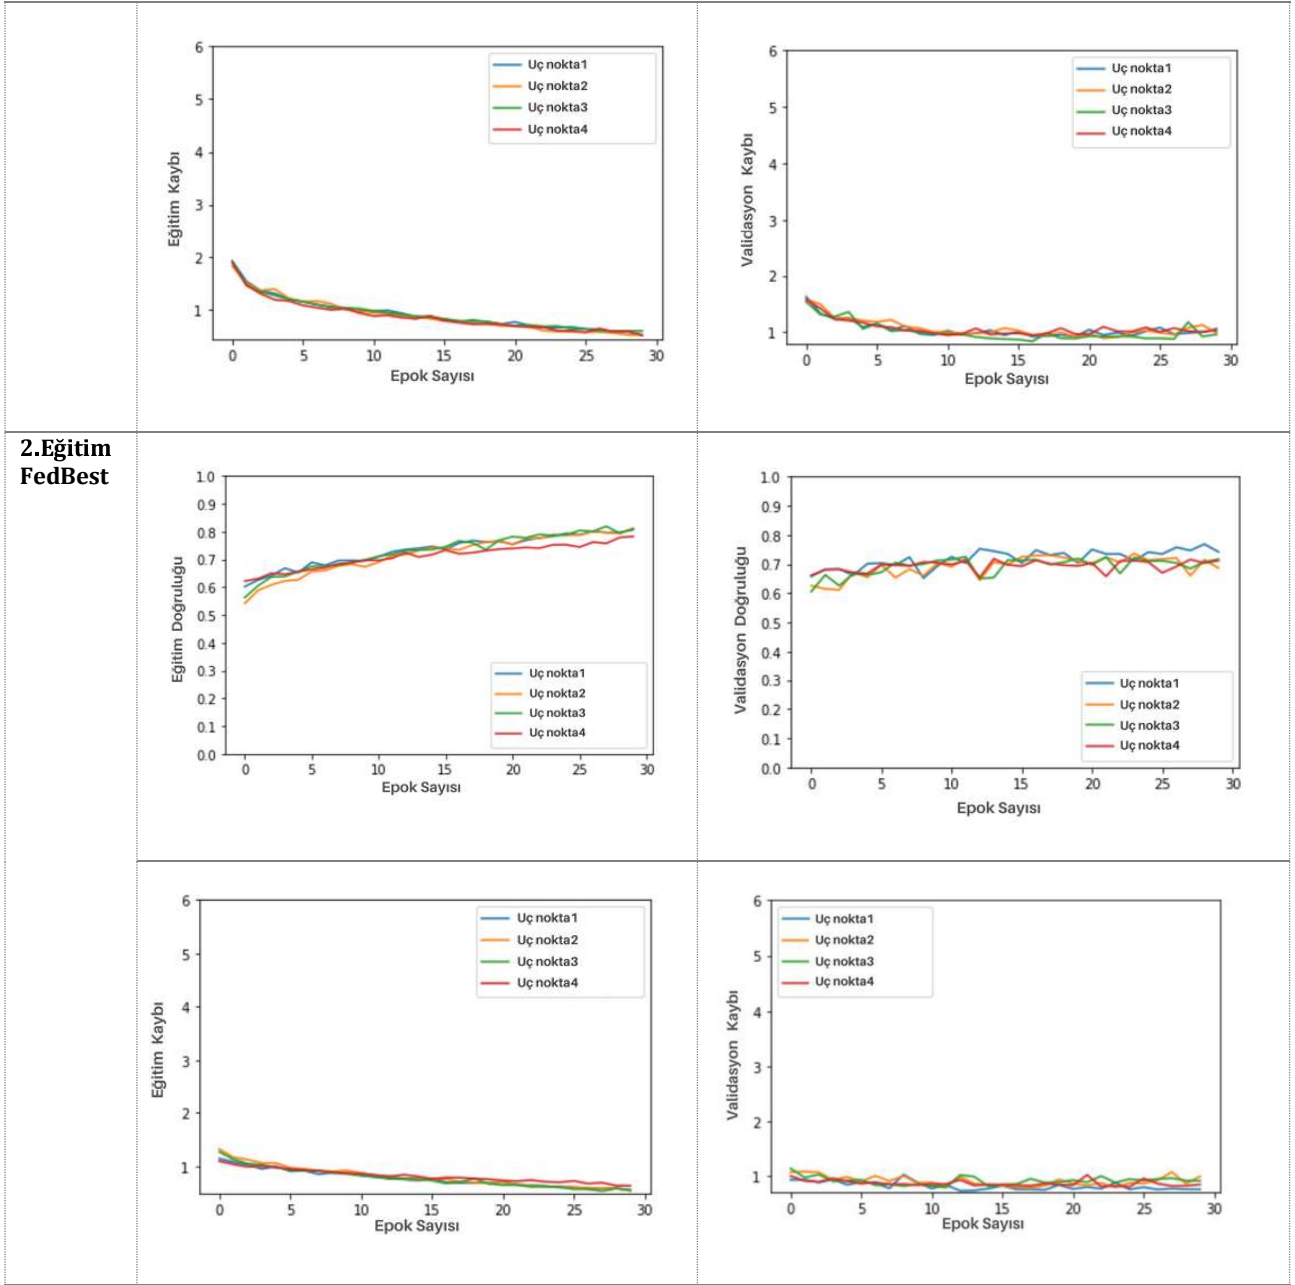 6
5
4
3
2
1
0 5 10 15 20 25 30
Eğitim Kaybı
Epok Sayısı
Uç nokta1
Uç nokta2
Uç nokta3
Uç nokta4
6
5
4
3
2
1
0 5 10 15 20 25 30
Validasyon Kaybı
Epok Sayısı
Uç nokta1
Uç nokta2
Uç nokta3
Uç nokta4
2.Eğitim
FedBest
1.0
0.9
0.8
0.7
0.6
0.5
0.4
0.3
0.2
0.1
0.0
0 5 10 15 20 25 30
Eğitim Doğruluğu
Epok Sayısı
Uç nokta1
Uç nokta2
Uç nokta3
Uç nokta4
1.0
0.9
0.8
0.7
0.6
0.5
0.4
0.3
0.2
0.1
0.0
0 5 10 15 20 25 30
Validasyon Doğruluğu
Epok Sayısı
Uç nokta1
Uç nokta2
Uç nokta3
Uç nokta4
6
5
4
3
2
1
0 5 10 15 20 25 30
Eğitim Kaybı
Epok Sayısı
Uç nokta1
Uç nokta2
Uç nokta3
Uç nokta4
6
5
4
3
2
1
0 5 10 15 20 25 30
Validasyon Kaybı
Epok Sayısı
Uç nokta1
Uç nokta2
Uç nokta3
Uç nokta4